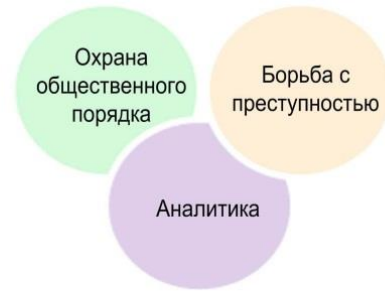 Охрана
общественного
порядка
Борьба с
преступностью
Аналитика